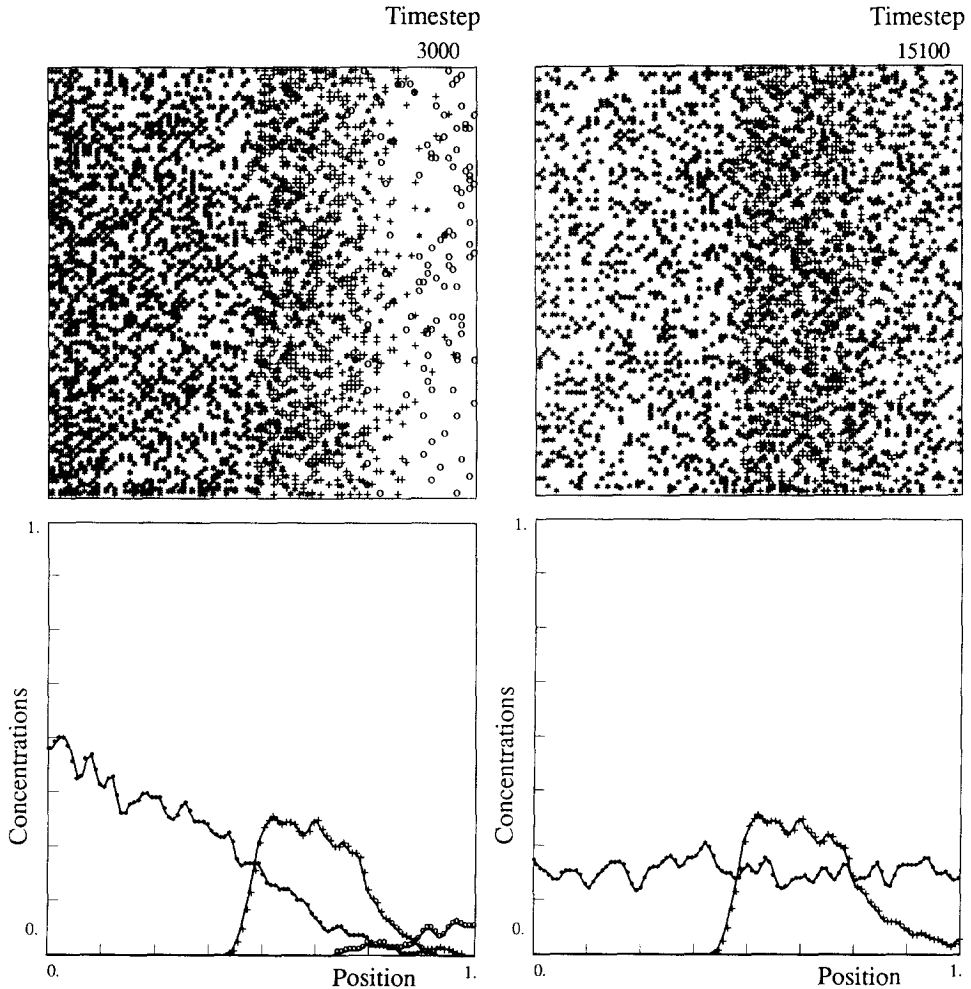 Timestep
3000
Timestep
15100
1.
Concentrations
0.
0.
Position
1.
1.
Concentrations
0.
0.
Position
1.